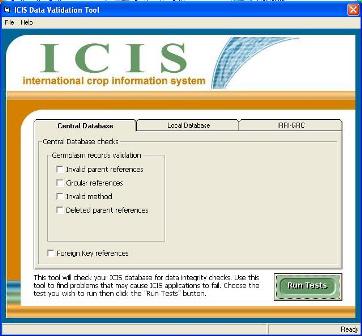 ICIS Data Validation Tool
File Help
ICIS
international crop information system
Central Database
Local Database
IRRI-GRC
Central Database checks
Germplasm records validation
Invalid parent references
Circular references
Invalid method
Deleted parent references
Foreign Key references
This tool will check your ICIS database for data integrity checks. Use this
tool to find problems that may cause ICIS applications to fail. Choose the
test you wish to run then click the "Run Tests" button.
Run Tests
Ready